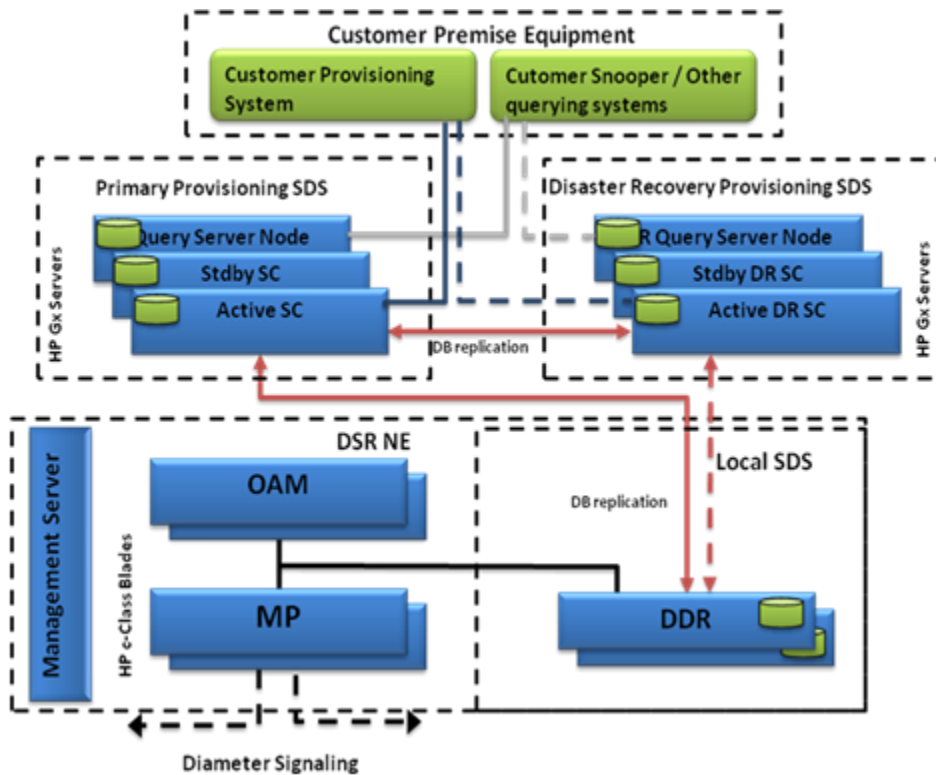 Customer Premise Equipment
Customer Provisioning
System
Cutomer Snooper / Other
querying systems
Primary Provisioning SDS
Query Server Node
Stdby SC
Active SC
HP Gx Servers
Disaster Recovery Provisioning SDS
R Query Server Node
Stdby DR SC
Active DR SC
HP Gx Servers
DB replication
Management Server
DSR NE
OAM
MP
HP c-Class Blades
Local SDS
DB replication
DDR
Diameter Signaling